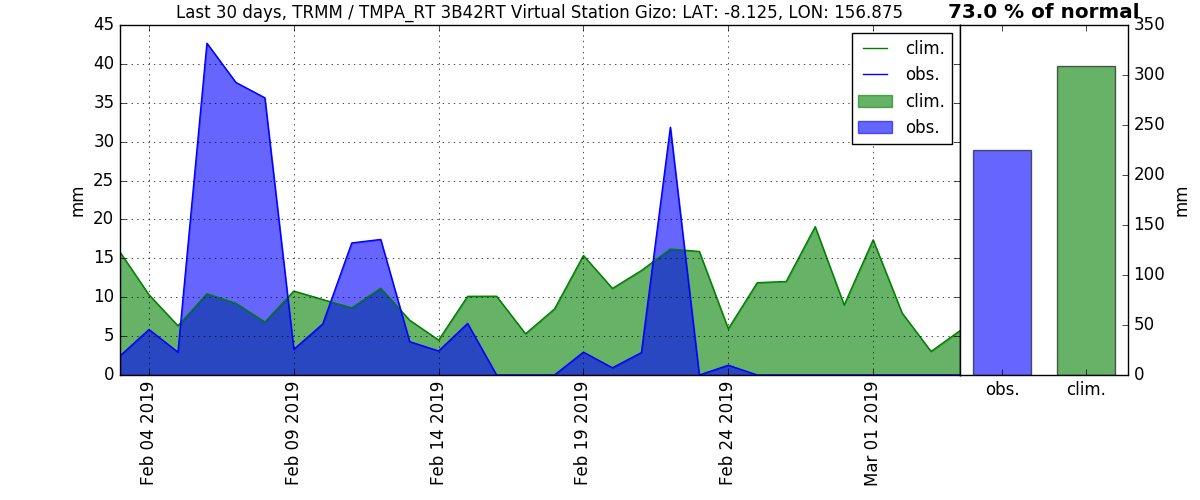 Last 30 days, TRMM / TMPA_RT 3B42RT Virtual Station Gizo: LAT: -8.125, LON: 156.875
73.0 % of normal
45
40
35
30
25
20
15
10
5
0
mm
clim.
obs.
clim.
obs.
Feb 04 2019
Feb 09 2019
Feb 14 2019
Feb 19 2019
Feb 24 2019
Mar 01 2019
350
300
250
200
150
100
50
0
mm
obs.
clim.